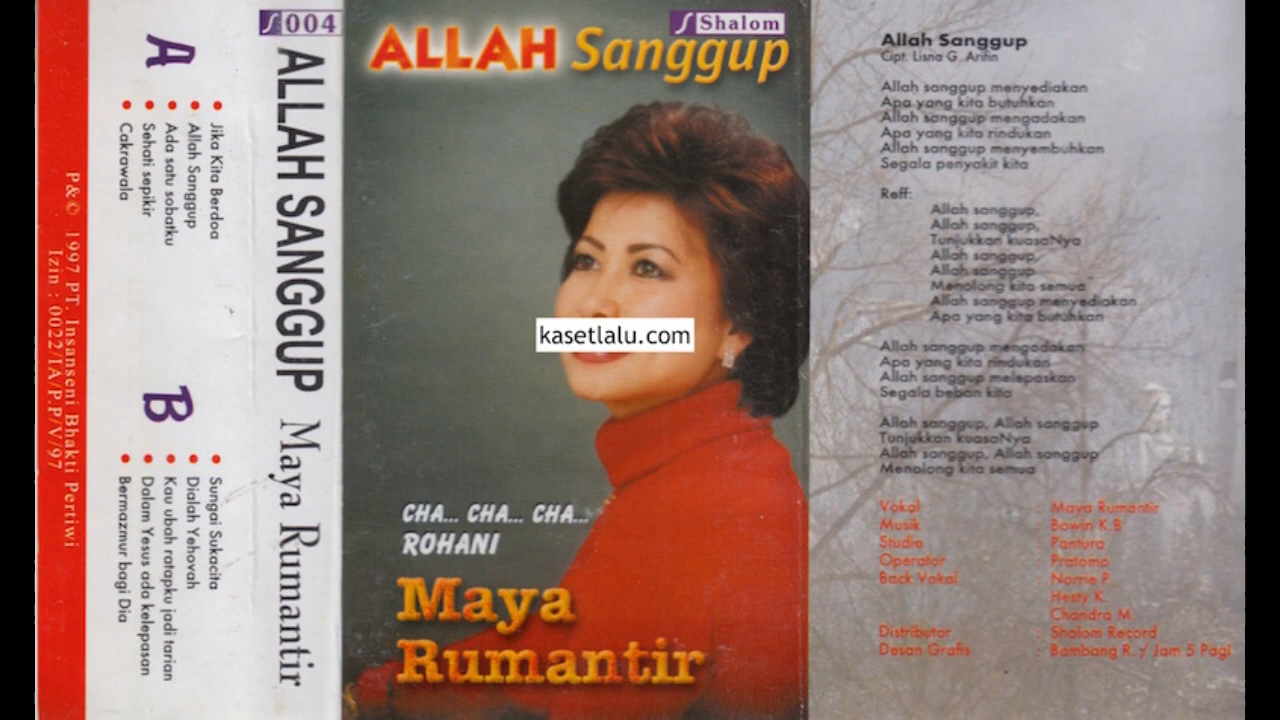 P&© 1997 PT. Insanseni Bhakti Pertiwi
Izin : 0022/IA/P.P/V/97
A
• Jika Kita Berdoa
• Allah Sanggup
• Ada satu sobatku
• Sehati sepikir
• Cakrawala
B
• Sungai Sukacita
• Dialah Yehovah
• Kau ubah ratapku jadi tarian
• Dalam Yesus ada kelepasan
• Bermazmur bagi Dia
004
ALLAH SANGGUP Maya Rumantir
Shalom
ALLAH Sanggup
kasetlalu.com
CHA... CHA... CHA...
ROHANI
Maya
Rumantir
Allah Sanggup
Cipt. Lisna G. Arifin
Allah sanggup menyediakan
Apa yang kita butuhkan
Allah sanggup mengadakan
Apa yang kita rindukan
Allah sanggup menyembuhkan
Segala penyakit kita
Reff:
Allah sanggup,
Allah sanggup,
Tunjukkan kuasaNya
Allah sanggup,
Allah sanggup
Menolong kita semua
Allah sanggup menyediakan
Apa yang kita butuhkan
Allah sanggup mengadakan
Apa yang kita rindukan
Allah sanggup melepaskan
Segala beban kita
Allah sanggup, Allah sanggup
Tunjukkan kuasaNya
Allah sanggup, Allah sanggup
Menolong kita semua
Vokal : Maya Rumantir
Musik : Bowin K.B
Studio : Pantura
Operator : Pratomo
Back Vokal : Norrie P
Hesty K.
Chandra M.
Distributor : Shalom Record
Desan Grafis : Bambang R. / Jam 5 Pagi